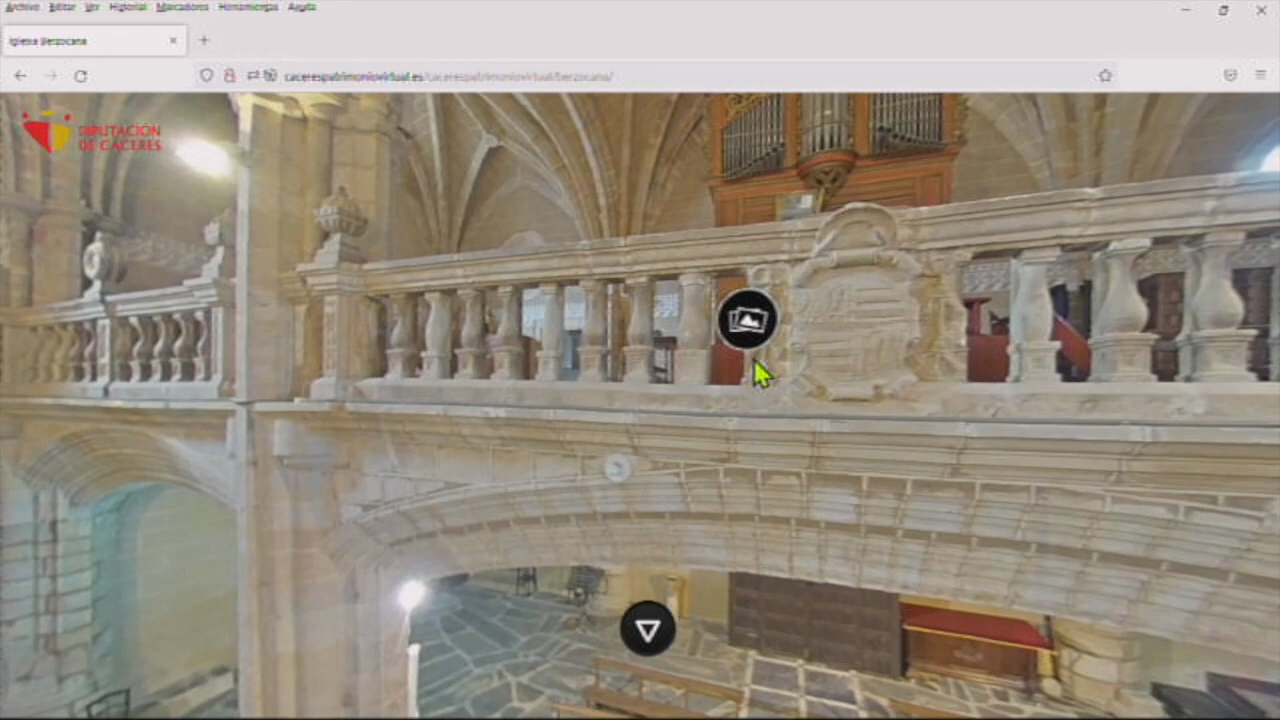 Archivo Editar Ver Historial Marcadores Herramientas Ayuda
Iglesia Berzocana
cacerespatrimoniovirtual.es/cacerespatrimoniovirtual/berzocana/
DIPUTACIÓN
DE CÁCERES